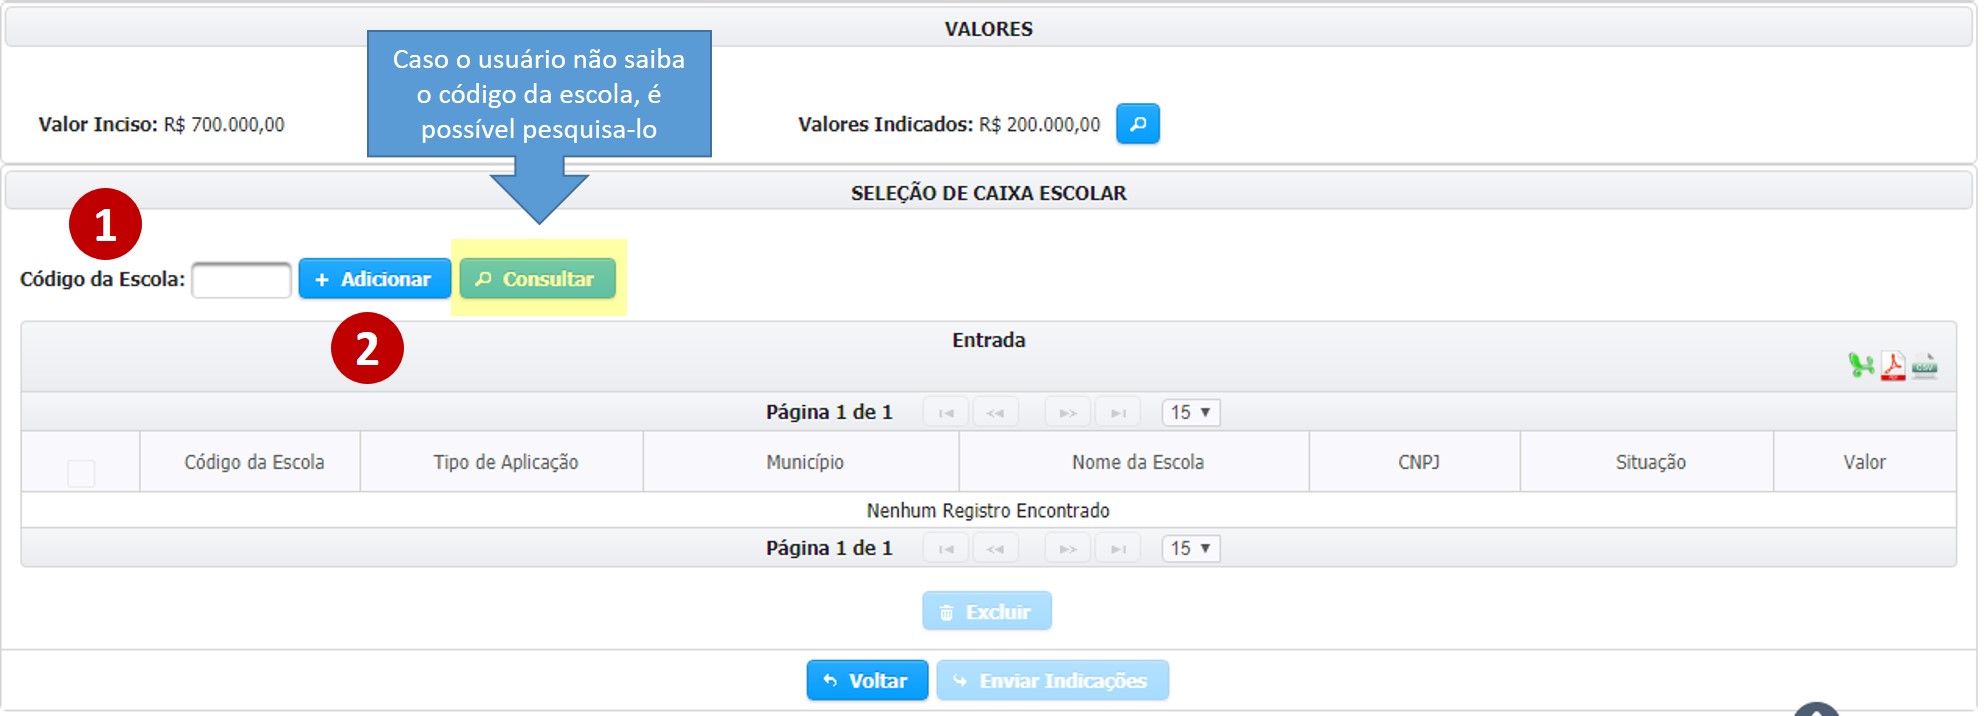 VALORES
Caso o usuário não saiba
o código da escola, é
possível pesquisa-lo
Valor Inciso: R$ 700.000,00
Valores Indicados: R$ 200.000,00
SELEÇÃO DE CAIXA ESCOLAR
1
Código da Escola:
+ Adicionar
Consultar
2
Entrada
CSV
Página 1 de 1
15
Código da Escola
Tipo de Aplicação
Município
Nome da Escola
CNPJ
Situação
Valor
Nenhum Registro Encontrado
Página 1 de 1
15
Excluir
Voltar
Enviar Indicações